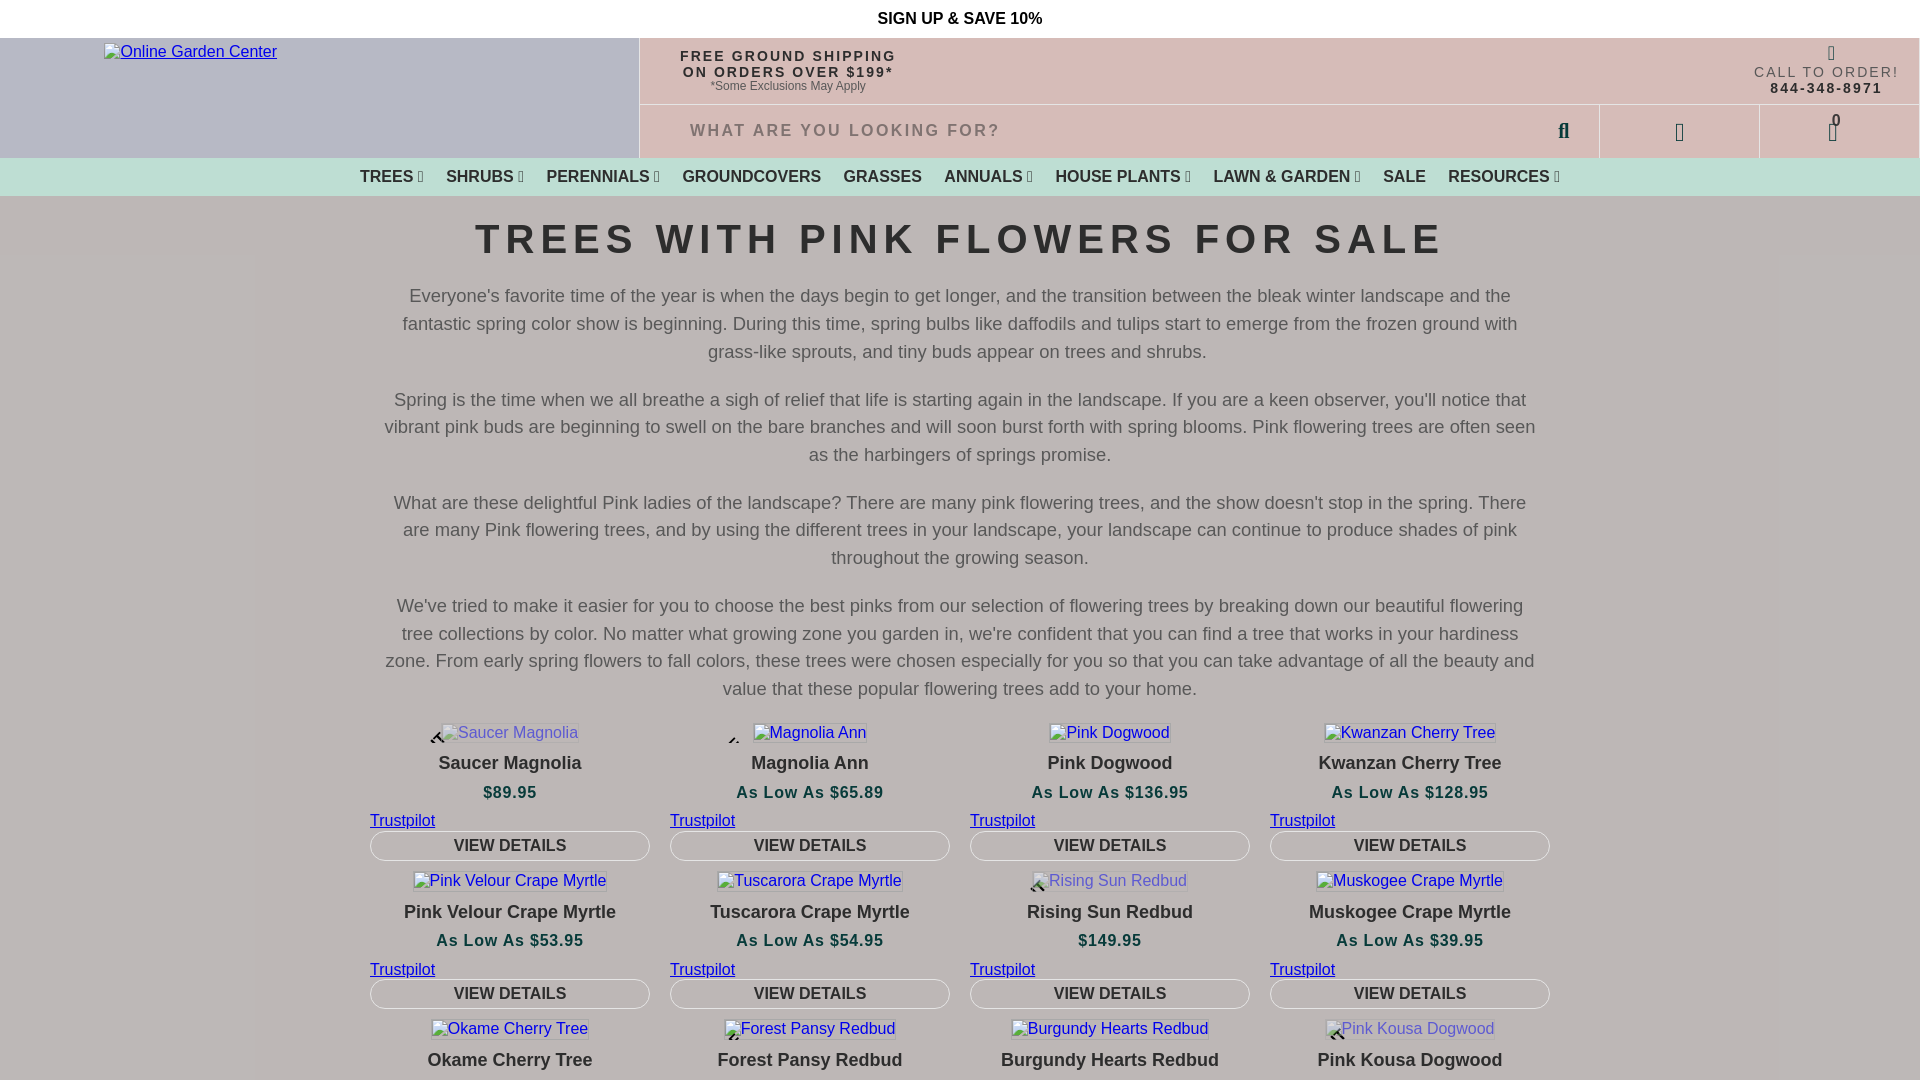 SIGN UP & SAVE 10%
Online Garden Center
FREE GROUND SHIPPING
ON ORDERS OVER $199*
*Some Exclusions May Apply
CALL TO ORDER!
844-348-8971
WHAT ARE YOU LOOKING FOR?
0
TREES SHRUBS PERENNIALS GROUNDCOVERS GRASSES ANNUALS HOUSE PLANTS LAWN & GARDEN SALE RESOURCES
TREES WITH PINK FLOWERS FOR SALE
Everyone's favorite time of the year is when the days begin to get longer, and the transition between the bleak winter landscape and the
fantastic spring color show is beginning. During this time, spring bulbs like daffodils and tulips start to emerge from the frozen ground with
grass-like sprouts, and tiny buds appear on trees and shrubs.
Spring is the time when we all breathe a sigh of relief that life is starting again in the landscape. If you are a keen observer, you'll notice that
vibrant pink buds are beginning to swell on the bare branches and will soon burst forth with spring blooms. Pink flowering trees are often seen
as the harbingers of springs promise.
What are these delightful Pink ladies of the landscape? There are many pink flowering trees, and the show doesn't stop in the spring. There
are many Pink flowering trees, and by using the different trees in your landscape, your landscape can continue to produce shades of pink
throughout the growing season.
We've tried to make it easier for you to choose the best pinks from our selection of flowering trees by breaking down our beautiful flowering
tree collections by color. No matter what growing zone you garden in, we're confident that you can find a tree that works in your hardiness
zone. From early spring flowers to fall colors, these trees were chosen especially for you so that you can take advantage of all the beauty and
value that these popular flowering trees add to your home.
Saucer Magnolia Magnolia Ann Pink Dogwood Kwanzan Cherry Tree
Saucer Magnolia Magnolia Ann Pink Dogwood Kwanzan Cherry Tree
$89.95 As Low As $65.89 As Low As $136.95 As Low As $128.95
Trustpilot Trustpilot Trustpilot Trustpilot
VIEW DETAILS VIEW DETAILS VIEW DETAILS VIEW DETAILS
Pink Velour Crape Myrtle Tuscarora Crape Myrtle Rising Sun Redbud Muskogee Crape Myrtle
Pink Velour Crape Myrtle Tuscarora Crape Myrtle Rising Sun Redbud Muskogee Crape Myrtle
As Low As $53.95 As Low As $54.95 $149.95 As Low As $39.95
Trustpilot Trustpilot Trustpilot Trustpilot
VIEW DETAILS VIEW DETAILS VIEW DETAILS VIEW DETAILS
Okame Cherry Tree Forest Pansy Redbud Burgundy Hearts Redbud Pink Kousa Dogwood
Okame Cherry Tree Forest Pansy Redbud Burgundy Hearts Redbud Pink Kousa Dogwood